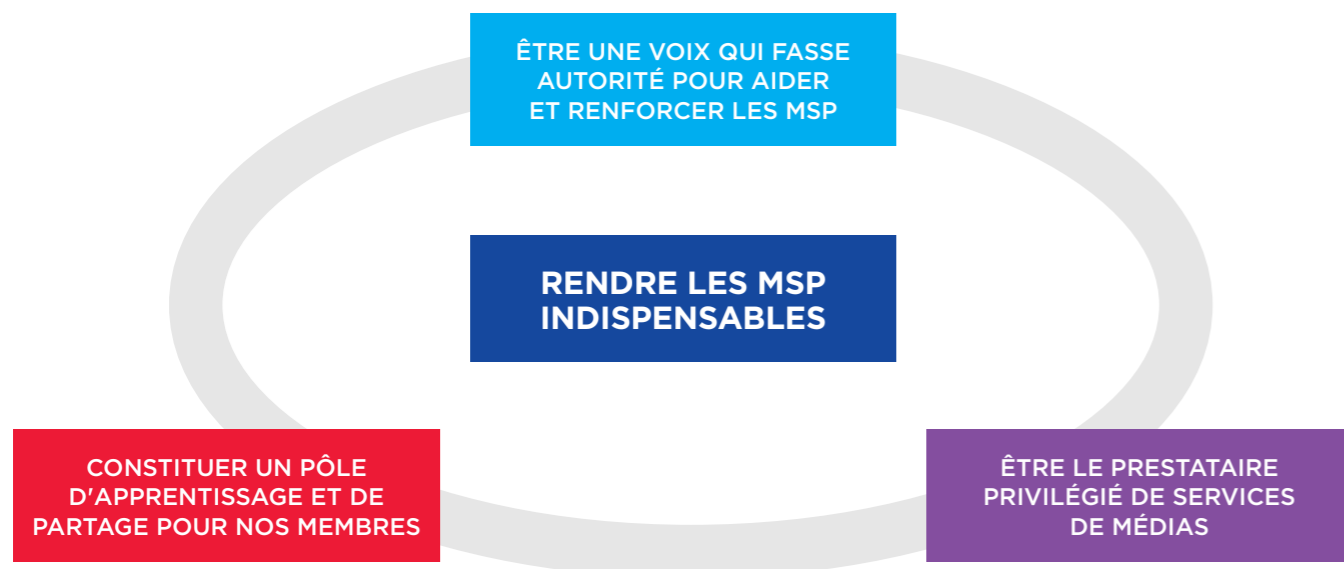 ÊTRE UNE VOIX QUI FASSE
AUTORITÉ POUR AIDER
ET RENFORCER LES MSP
RENDRE LES MSP
INDISPENSABLES
CONSTITUER UN PÔLE
D'APPRENTISSAGE ET DE
PARTAGE POUR NOS MEMBRES
ÊTRE LE PRESTATAIRE
PRIVILÉGIÉ DE SERVICES
DE MÉDIAS